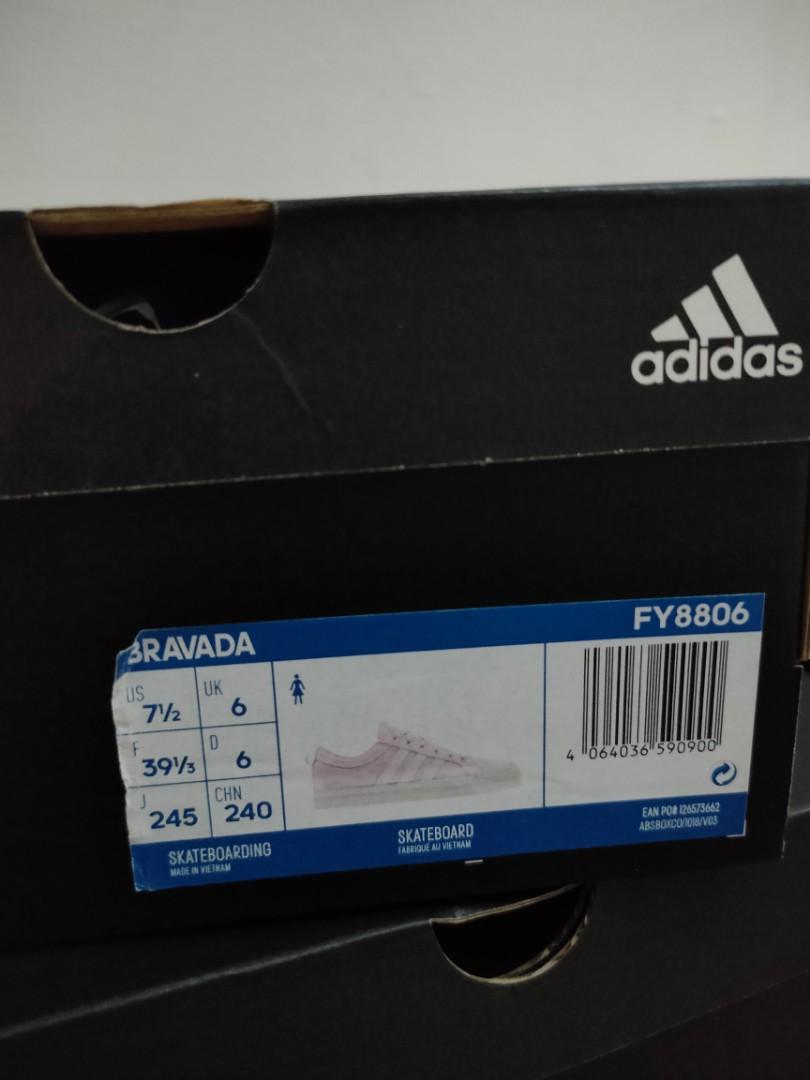 adidas
BRAVADA
FY8806
US
7½
UK
6
F
39⅓
D
6
J
245
CHN
240
4 064036 590900
EAN PO# 126573662
ABSBOXCO/1018/V03
SKATEBOARDING
MADE IN VIETNAM
SKATEBOARD
FABRIQUÉ AU VIETNAM